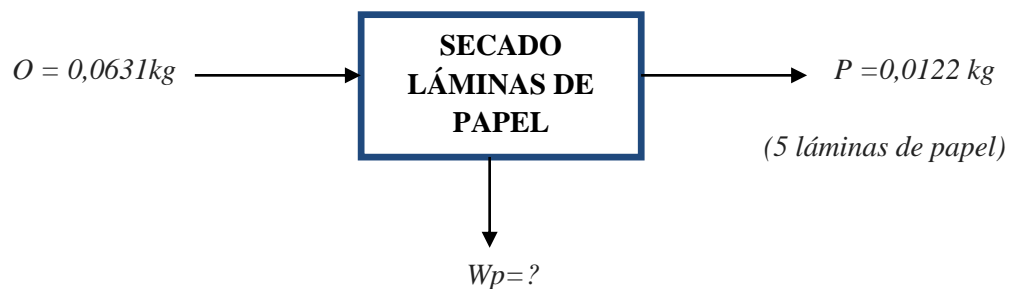 SECADO
LÁMINAS DE
PAPEL
O = 0,0631kg
P =0,0122 kg
(5 láminas de papel)
Wp=?